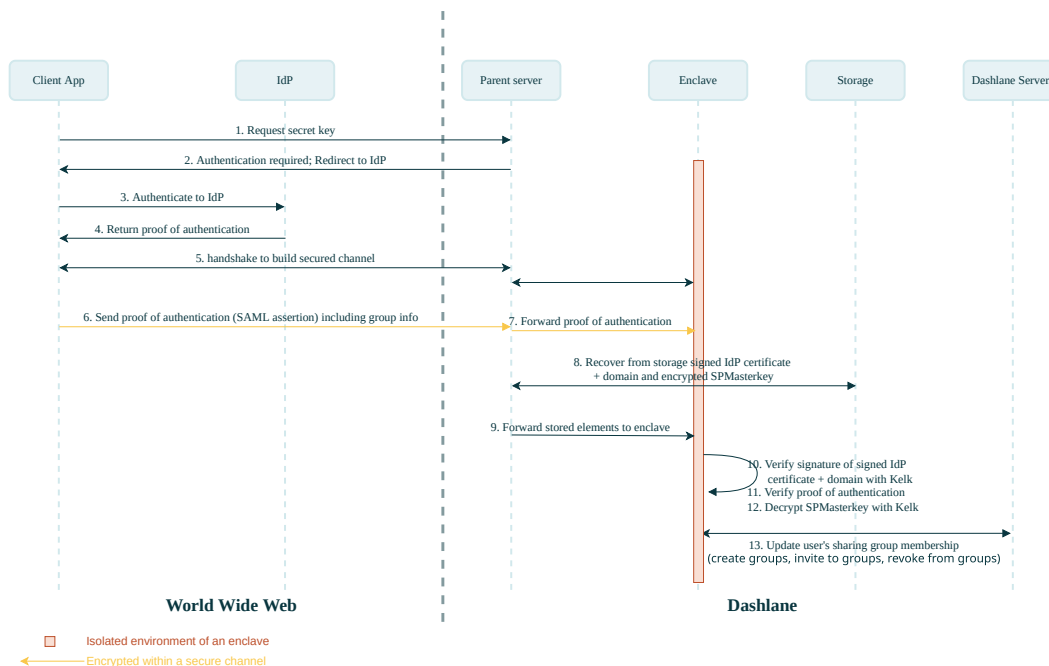 Client App
IdP
Parent server
Enclave
Storage
Dashlane Server
1. Request secret key
2. Authentication required; Redirect to IdP
3. Authenticate to IdP
4. Return proof of authentication
5. handshake to build secured channel
6. Send proof of authentication (SAML assertion) including group info
7. Forward proof of authentication
8. Recover from storage signed IdP certificate
+ domain and encrypted SPMasterkey
9. Forward stored elements to enclave
10. Verify signature of signed IdP
certificate + domain with Kelk
11. Verify proof of authentication
12. Decrypt SPMasterkey with Kelk
13. Update user's sharing group membership
(create groups, invite to groups, revoke from groups)
World Wide Web
Dashlane
Isolated environment of an enclave
Encrypted within a secure channel